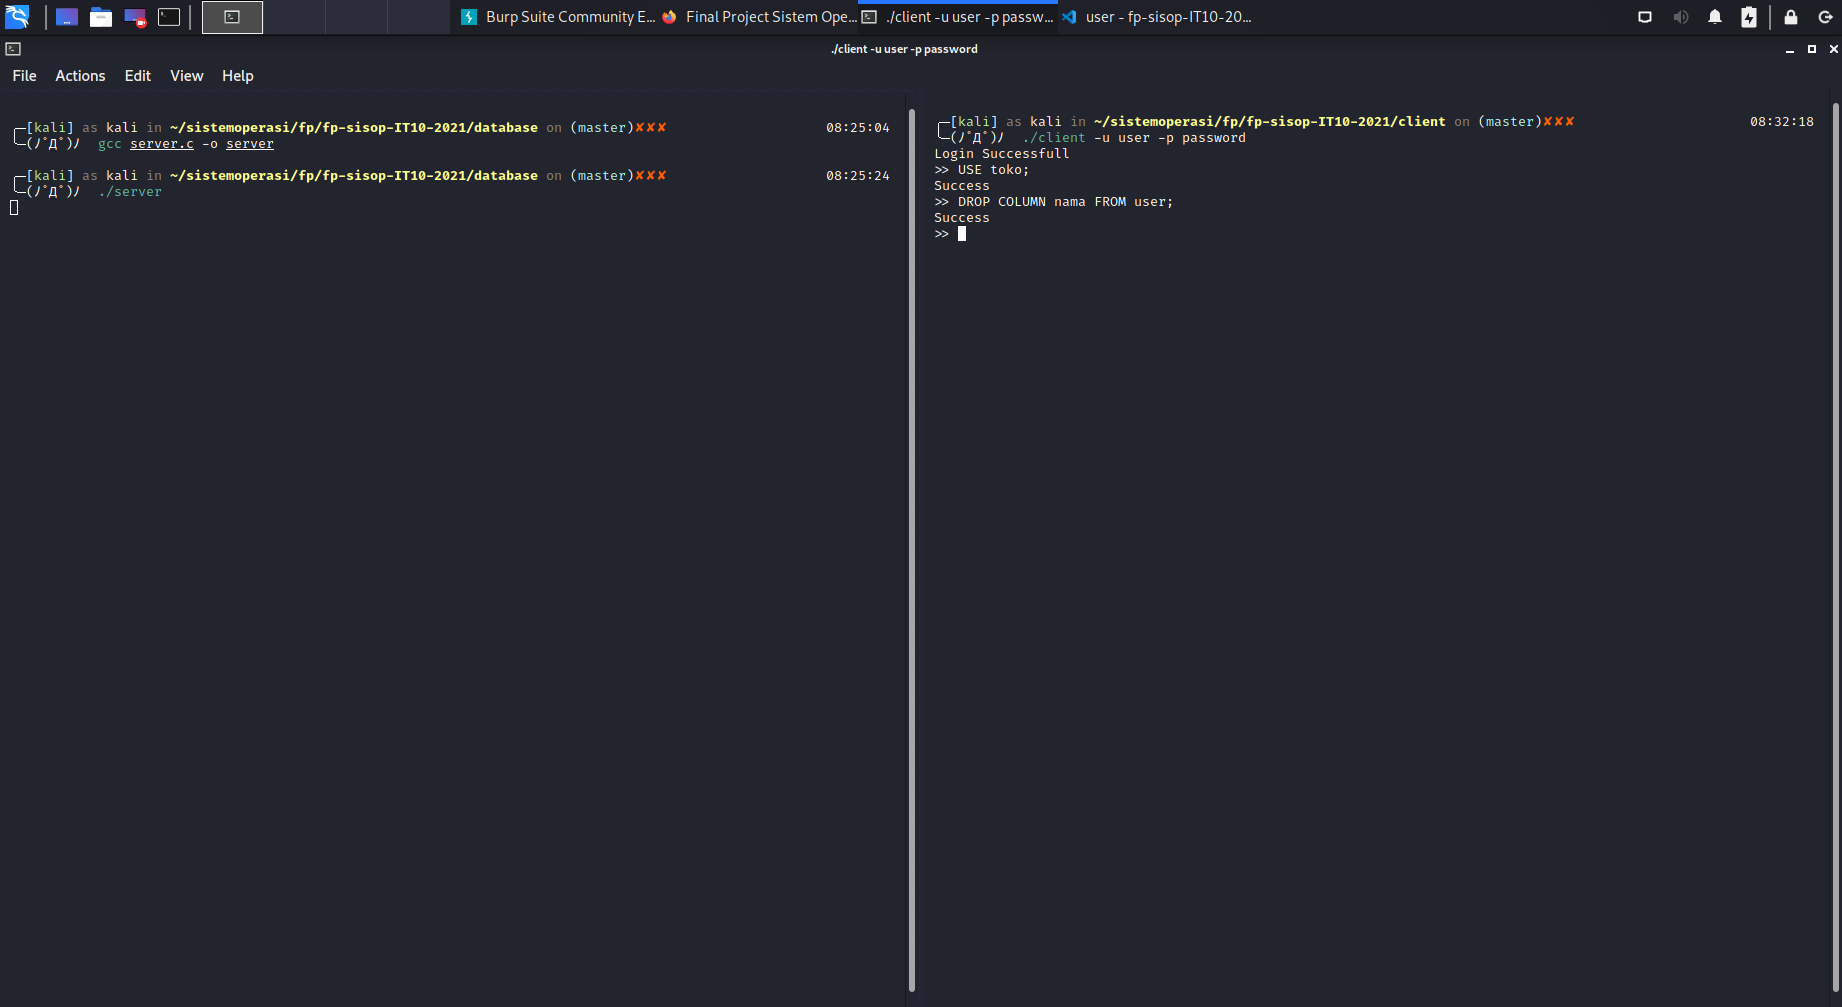 Burp Suite Community E...
Final Project Sistem Ope...
./client -u user -p passw...
user - fp-sisop-IT10-20...
./client -u user -p password
File Actions Edit View Help
[kali] as kali in ~/sistemoperasi/fp/fp-sisop-IT10-2021/database on (master)✘✘✘ 08:25:04
(ﾉ˚Д˚)ﾉ gcc server.c -o server
[kali] as kali in ~/sistemoperasi/fp/fp-sisop-IT10-2021/database on (master)✘✘✘ 08:25:24
(ﾉ˚Д˚)ﾉ ./server
[kali] as kali in ~/sistemoperasi/fp/fp-sisop-IT10-2021/client on (master)✘✘✘ 08:32:18
(ﾉ˚Д˚)ﾉ ./client -u user -p password
Login Successfull
>> USE toko;
Success
>> DROP COLUMN nama FROM user;
Success
>>